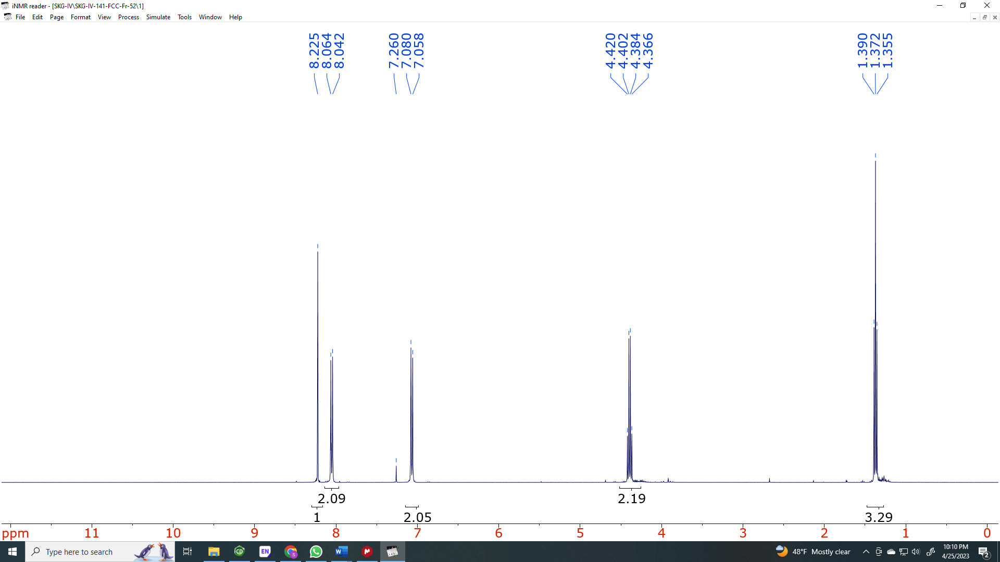 iNMR reader - [SKG-IV\SKG-IV-141-FCC-Fr-52\1]
File Edit Page Format View Process Simulate Tools Window Help
8.225
8.064
8.042
7.260
7.080
7.058
4.420
4.402
4.384
4.366
1.390
1.372
1.355
2.09
2.19
1
2.05
3.29
ppm 11 10 9 8 7 6 5 4 3 2 1 0
Type here to search
EN
48°F Mostly clear
10:10 PM
4/25/2023
2